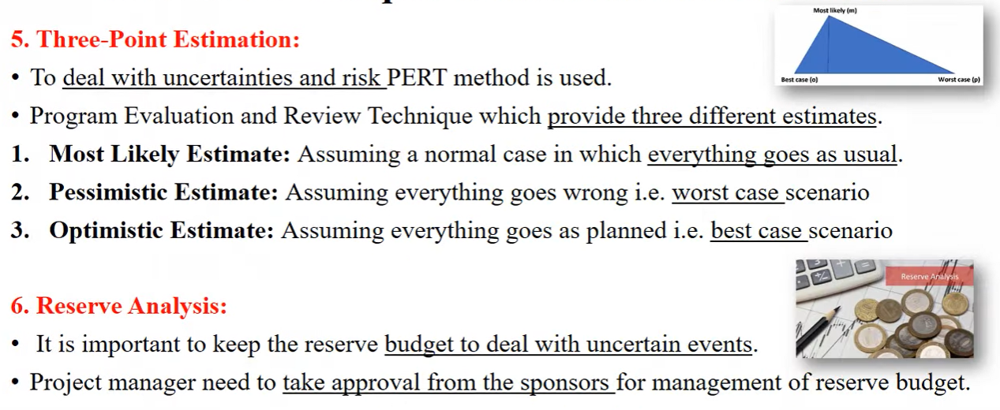 5. Three-Point Estimation:
• To deal with uncertainties and risk PERT method is used.
• Program Evaluation and Review Technique which provide three different estimates.
1. Most Likely Estimate: Assuming a normal case in which everything goes as usual.
2. Pessimistic Estimate: Assuming everything goes wrong i.e. worst case scenario
3. Optimistic Estimate: Assuming everything goes as planned i.e. best case scenario
Most likely (m)
Best case (o)
Worst case (p)
6. Reserve Analysis:
• It is important to keep the reserve budget to deal with uncertain events.
• Project manager need to take approval from the sponsors for management of reserve budget.
Reserve Analysis